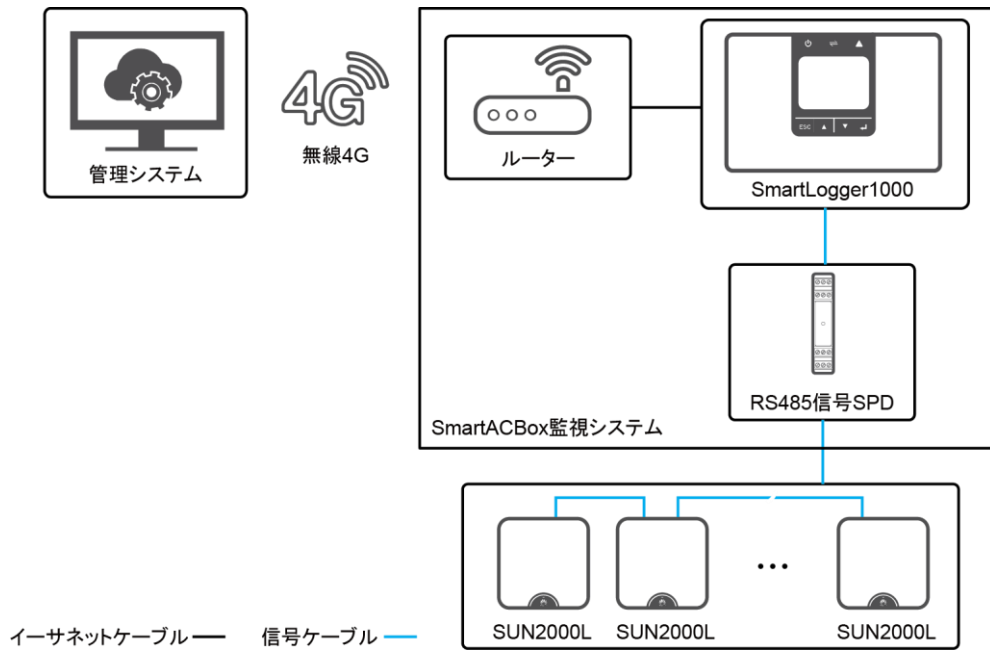 管理システム
4G
無線4G
ルーター
ESC
SmartLogger1000
RS485信号SPD
SmartACBox監視システム
SUN2000L
SUN2000L
...
SUN2000L
イーサネットケーブル
信号ケーブル